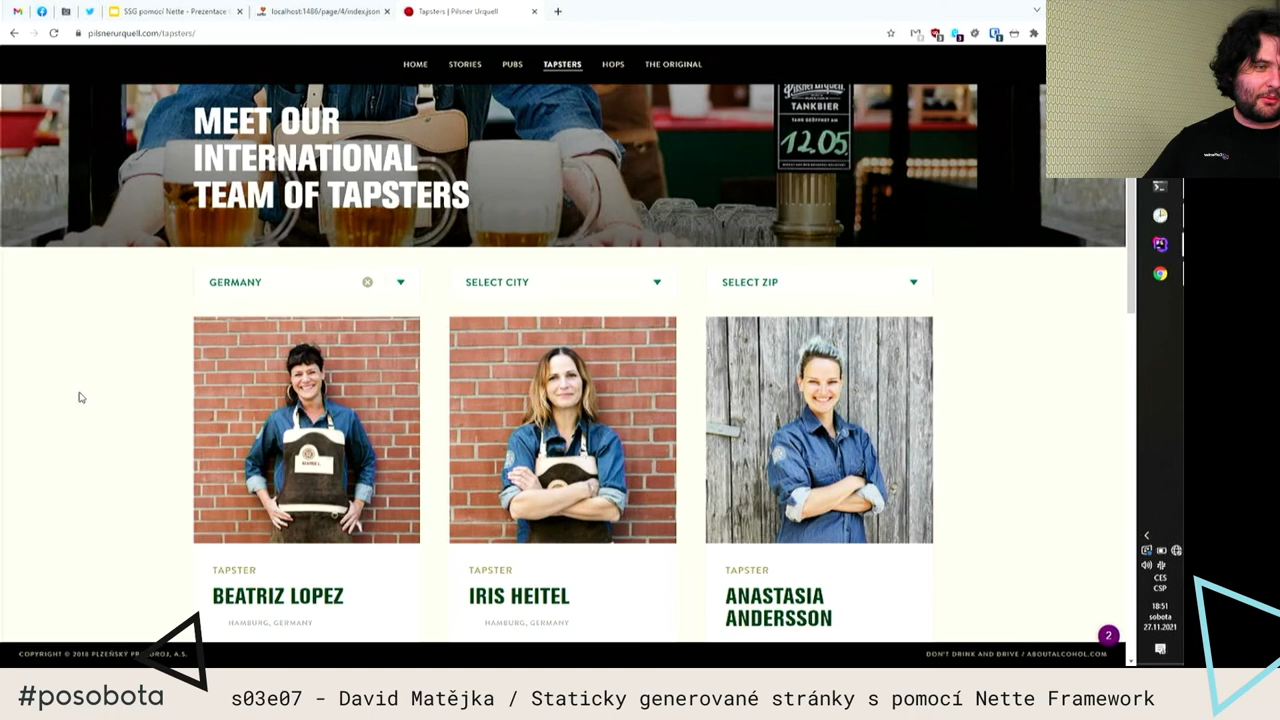 SSG pomocí Nette - Prezentace
localhost:1486/page/4/index.json
Tapsters | Pilsner Urquell
pilsnerurquell.com/tapsters/
HOME STORIES PUBS TAPSTERS HOPS THE ORIGINAL
MEET OUR
INTERNATIONAL
TEAM OF TAPSTERS
TANKBIER
12.05
GERMANY
SELECT CITY
SELECT ZIP
TAPSTER
BEATRIZ LOPEZ
HAMBURG, GERMANY
TAPSTER
IRIS HEITEL
HAMBURG, GERMANY
TAPSTER
ANASTASIA
ANDERSSON
2
COPYRIGHT © 2018 PLZEŇSKÝ
A.S.
DON'T DRINK AND DRIVE / ABOUTALCOHOL.COM
CES
CSP
18:51
sobota
27.11.2021
#posobota
s03e07 - David Matějka / Staticky generované stránky s pomocí Nette Framework